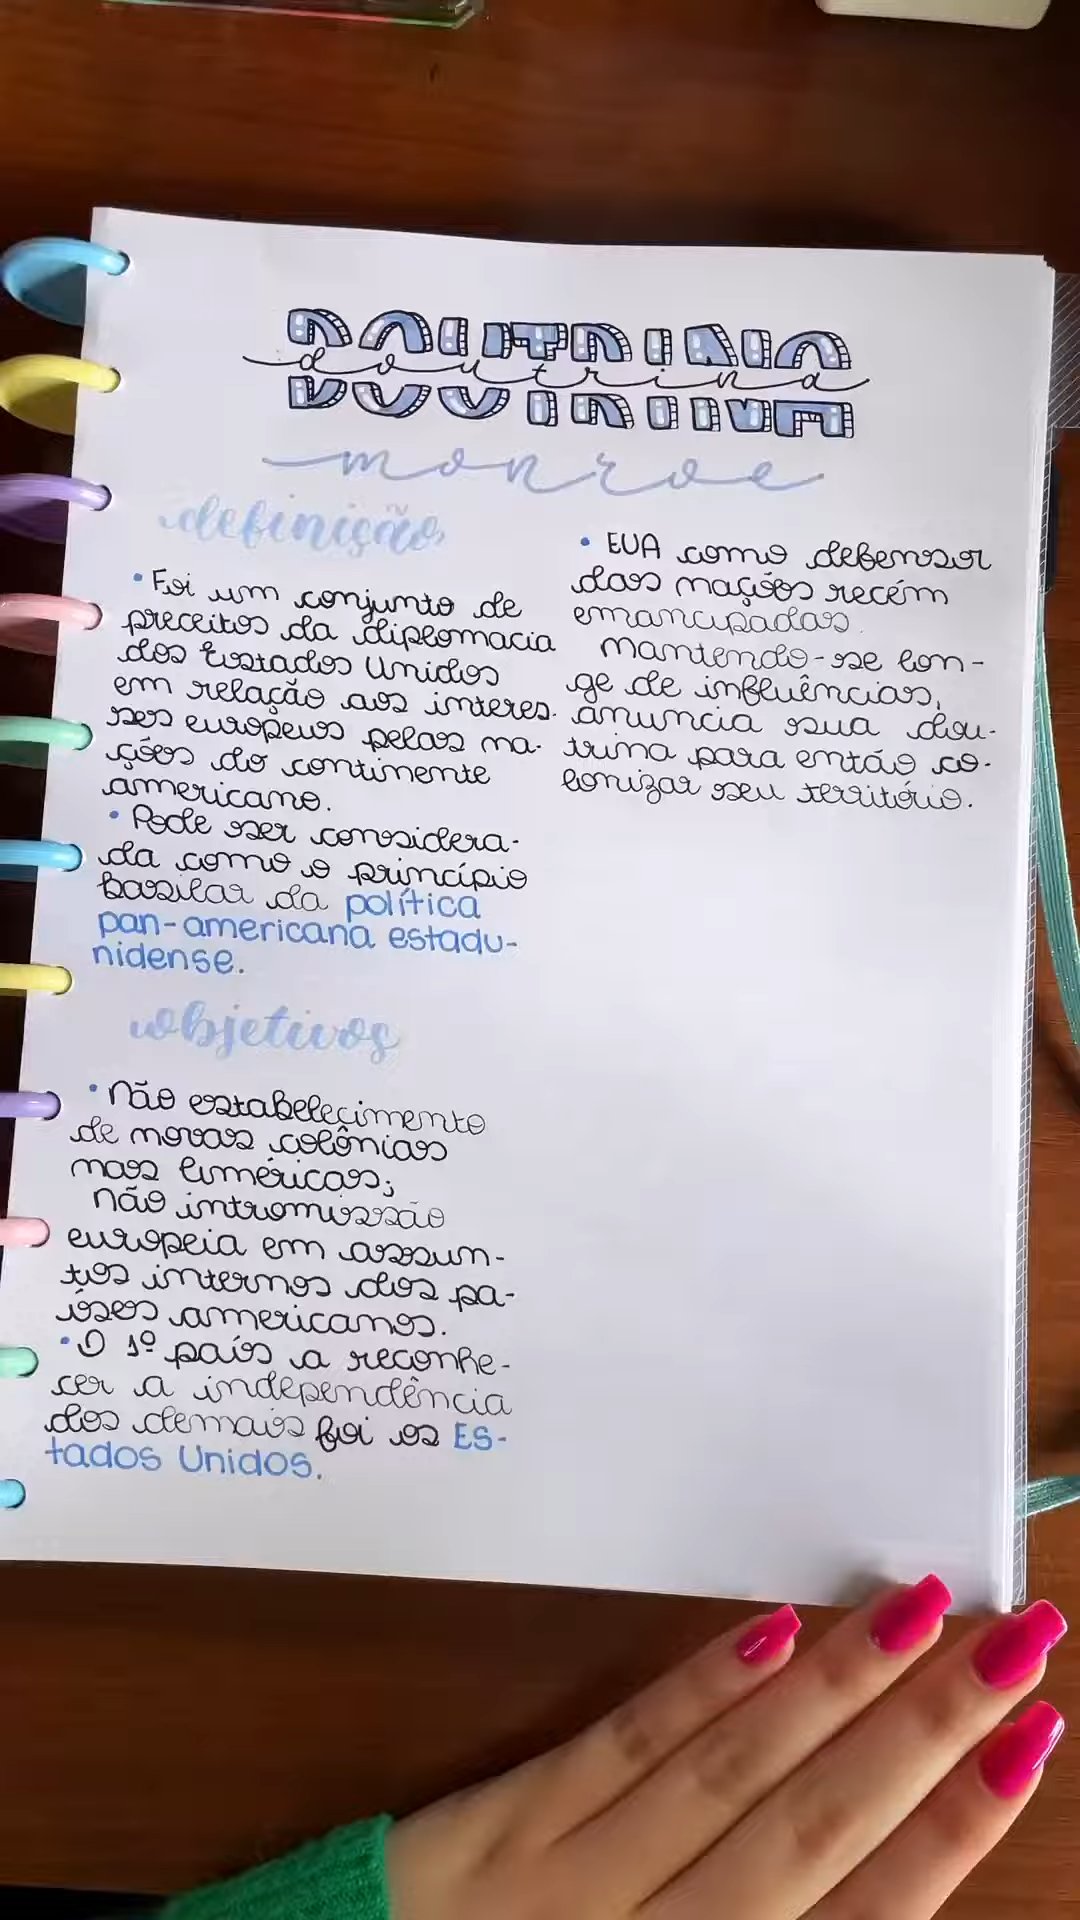 DOUTRINA
doutrina
monroe
definição
• Foi um conjunto de
preceitos da diplomacia
dos Estados Unidos
em relação aos interes-
ses europeus pelas na-
ções do continente
americano.
• Pode ser considera-
da como o princípio
basilar da política
pan-americana estadu-
nidense.
objetivos
• Não estabelecimento
de novas colônias
nas Américas;
não intromissão
europeia em assun-
tos internos dos pa-
íses americanos.
• O 1º país a reconhe-
cer a independência
dos demais foi os Es-
tados Unidos.
• EUA como defensor
das nações recém
emancipadas.
Mantendo-se lon-
ge de influências,
anuncia sua dou-
trina para então co-
lonizar seu território.